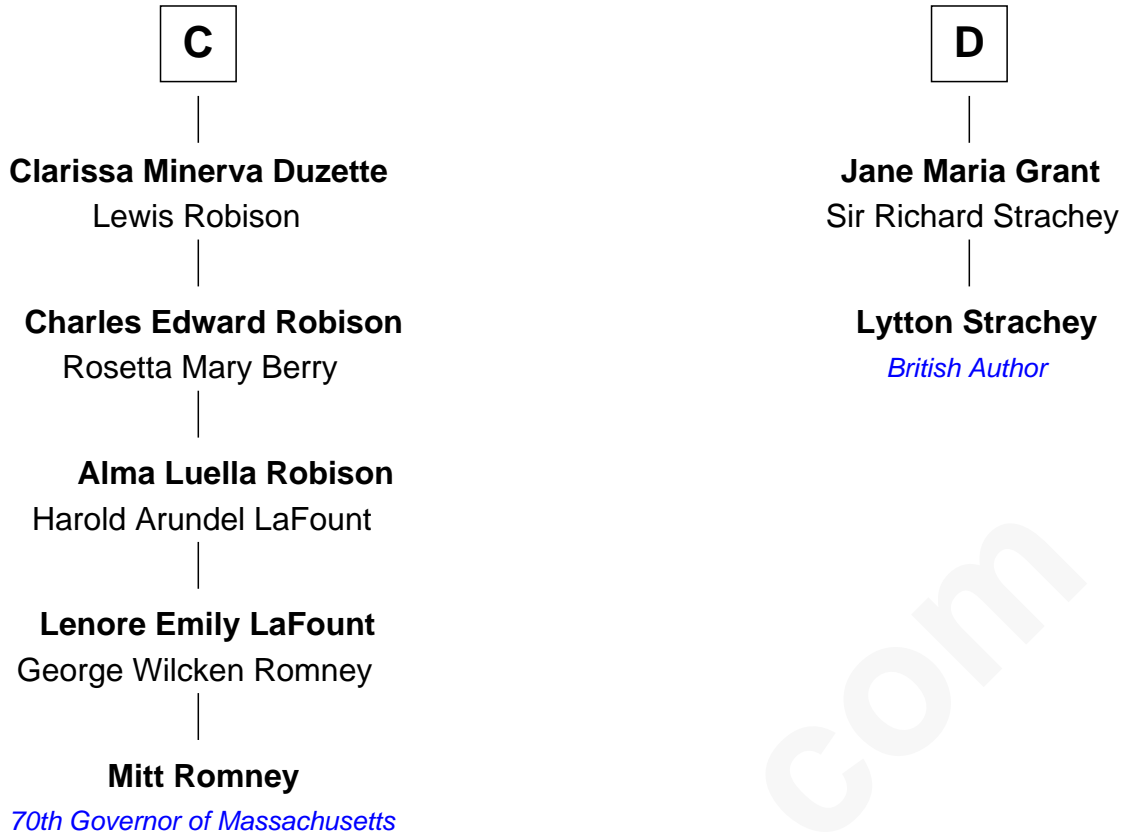 C
Clarissa Minerva Duzette
Lewis Robison
Charles Edward Robison
Rosetta Mary Berry
Alma Luella Robison
Harold Arundel LaFount
Lenore Emily LaFount
George Wilcken Romney
Mitt Romney
70th Governor of Massachusetts
D
Jane Maria Grant
Sir Richard Strachey
Lytton Strachey
British Author
com